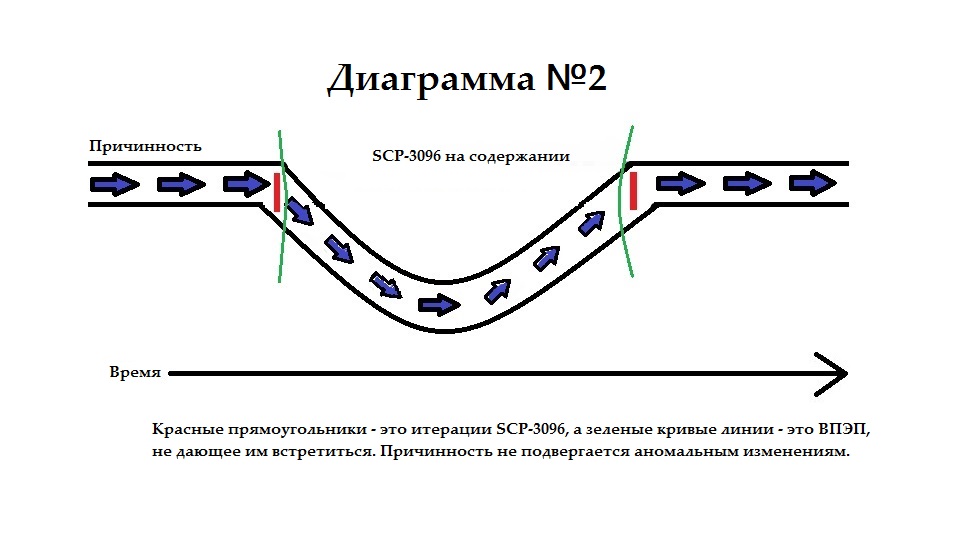 Диаграмма №2
Причинность
SCP-3096 на содержании
Время
Красные прямоугольники - это итерации SCP-3096, а зеленые кривые линии - это ВПЭП,
не дающее им встретиться. Причинность не подвергается аномальным изменениям.